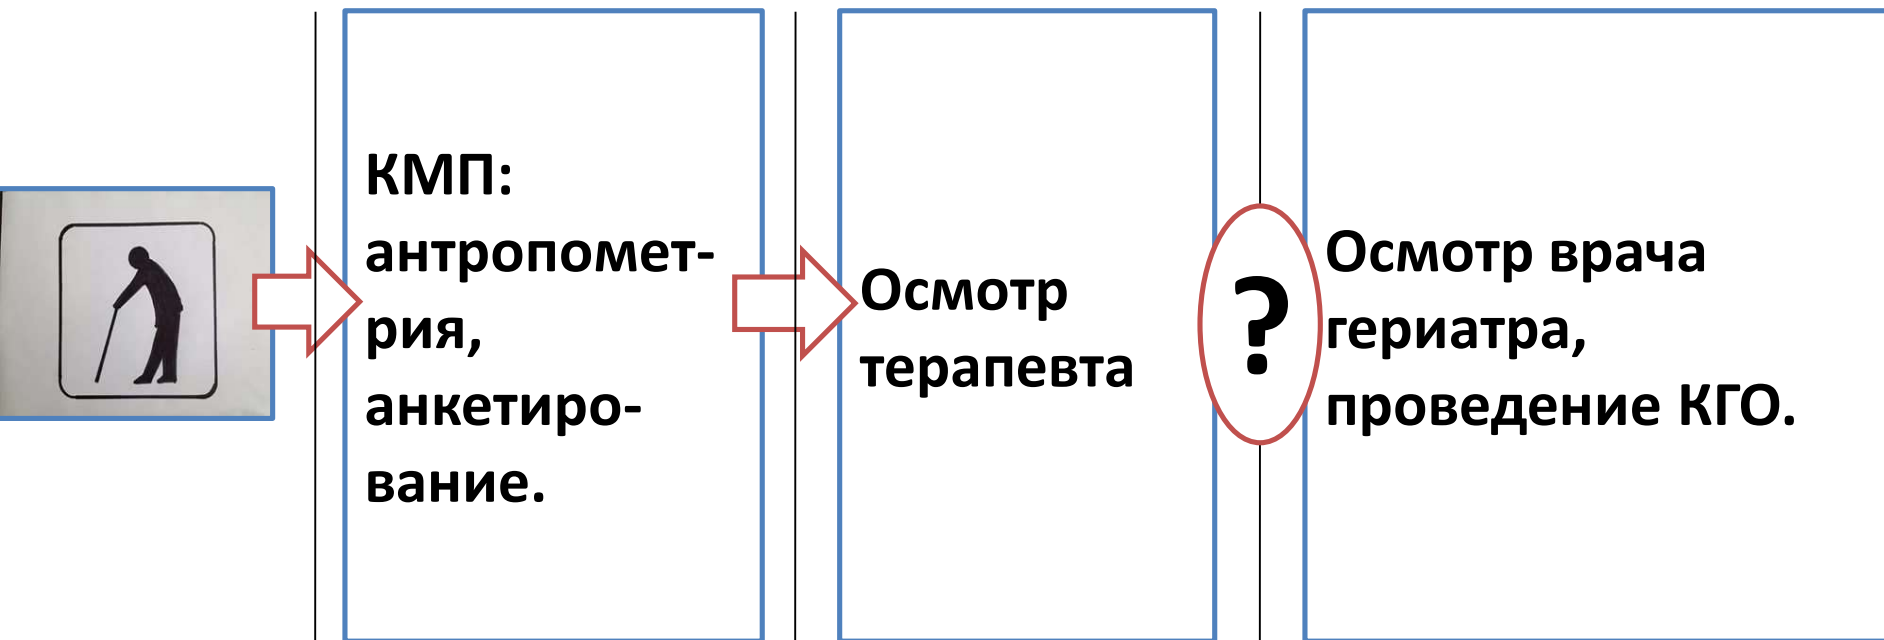 КМП:
антропомет-
рия,
анкетиро-
вание.
Осмотр
терапевта
?
Осмотр врача
гериатра,
проведение КГО.